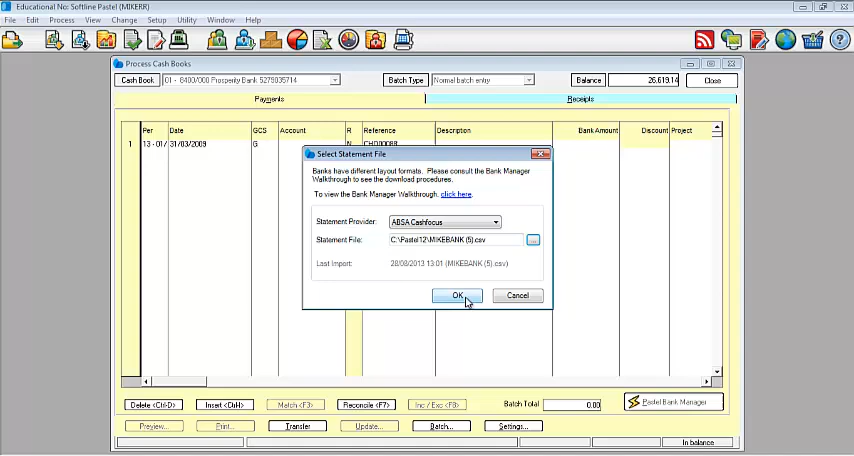 Educational No: Softline Pastel (MIKERR)
File Edit Process View Change Setup Utility Window Help
Process Cash Books
Cash Book 01 - 8400/000 Prosperity Bank 5279035714 Batch Type Normal batch entry Balance 26,619.14 Close
Payments Receipts
Per Date GCS Account R Reference Description Bank Amount Discount Project
1 13 - 01/ 31/03/2009 G N CHQ00088
Select Statement File
Banks have different layout formats. Please consult the Bank Manager
Walkthrough to see the download procedures.
To view the Bank Manager Walkthrough, click here.
Statement Provider: ABSA Cashfocus
Statement File: C:\Pastel12\MIKEBANK (5).csv ...
Last Import: 28/08/2013 13:01 (MIKEBANK (5).csv)
OK Cancel
Delete <Ctrl-D> Insert <CtrlI> Match <F3> Reconcile <F7> Inc / Exc <F8> Batch Total 0.00 Pastel Bank Manager
Preview... Print... Transfer Update... Batch... Settings...
In balance